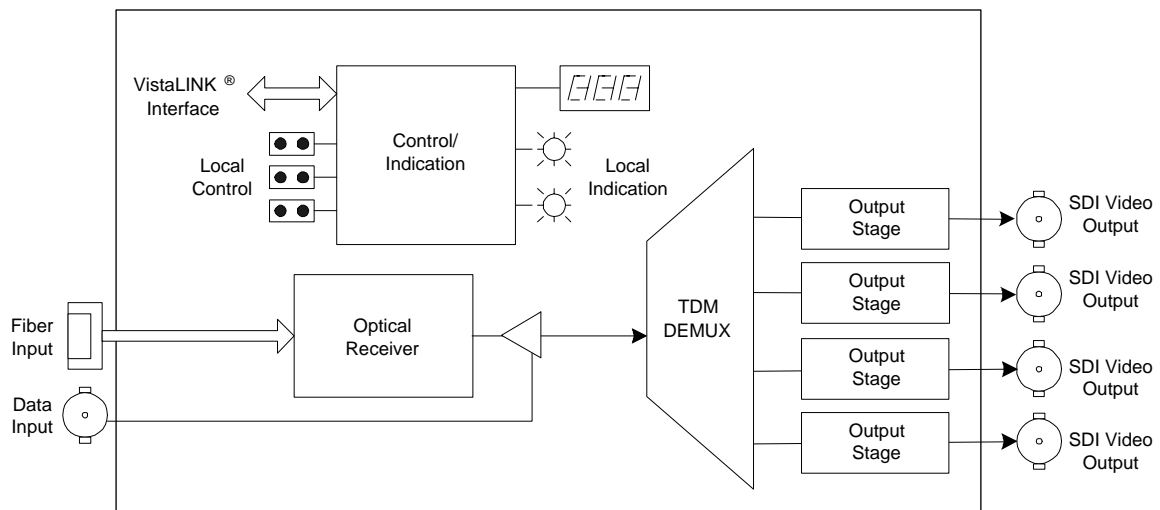 VistaLINK ®
Interface
Local
Control
Control/
Indication
Local
Indication
Fiber
Input
Optical
Receiver
Data
Input
TDM
DEMUX
Output
Stage
SDI Video
Output
Output
Stage
SDI Video
Output
Output
Stage
SDI Video
Output
Output
Stage
SDI Video
Output